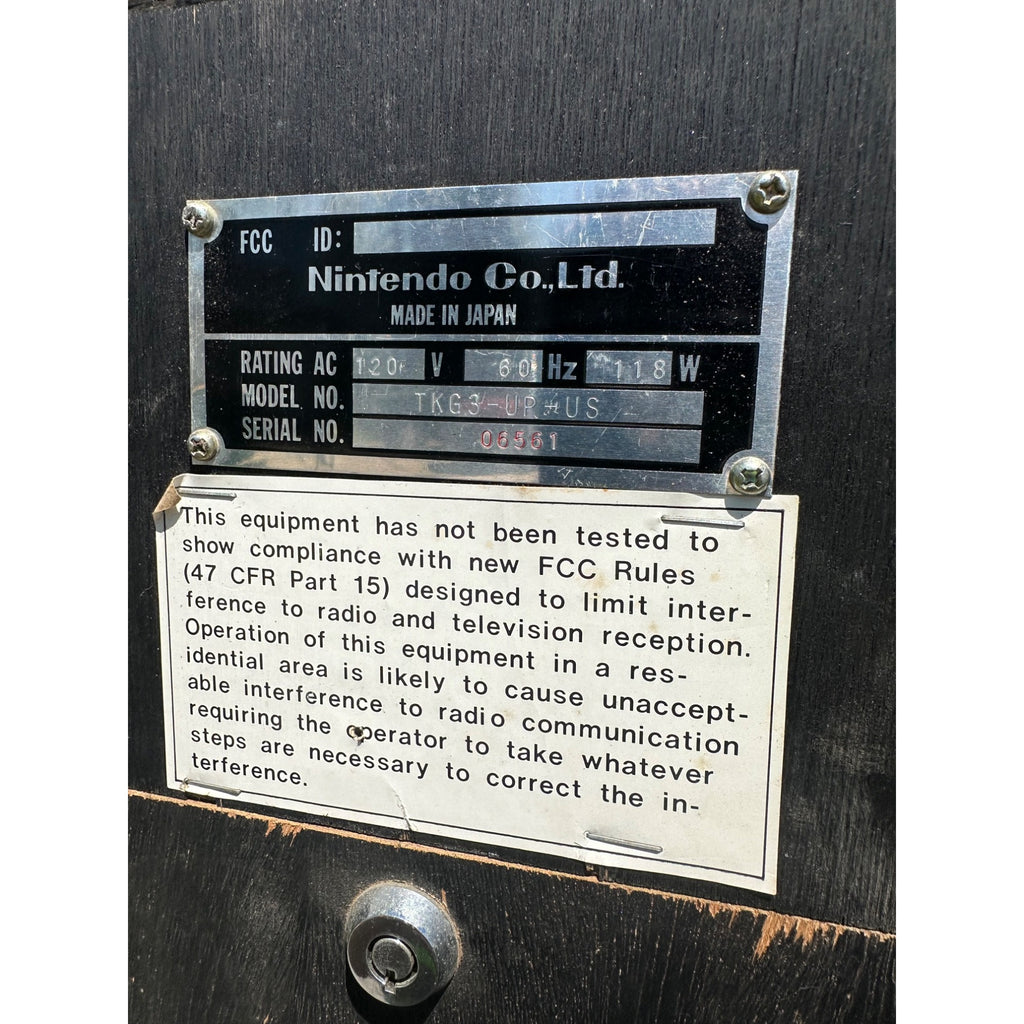 FCC ID:
Nintendo Co.,Ltd.
MADE IN JAPAN
RATING AC 120 V 60 Hz 118 W
MODEL NO. TKG3-UP-US
SERIAL NO. 06561
This equipment has not been tested to
show compliance with new FCC Rules
(47 CFR Part 15) designed to limit inter-
ference to radio and television reception.
Operation of this equipment in a res-
idential area is likely to cause unaccept-
able interference to radio communication
requiring the operator to take whatever
steps are necessary to correct the in-
terference.